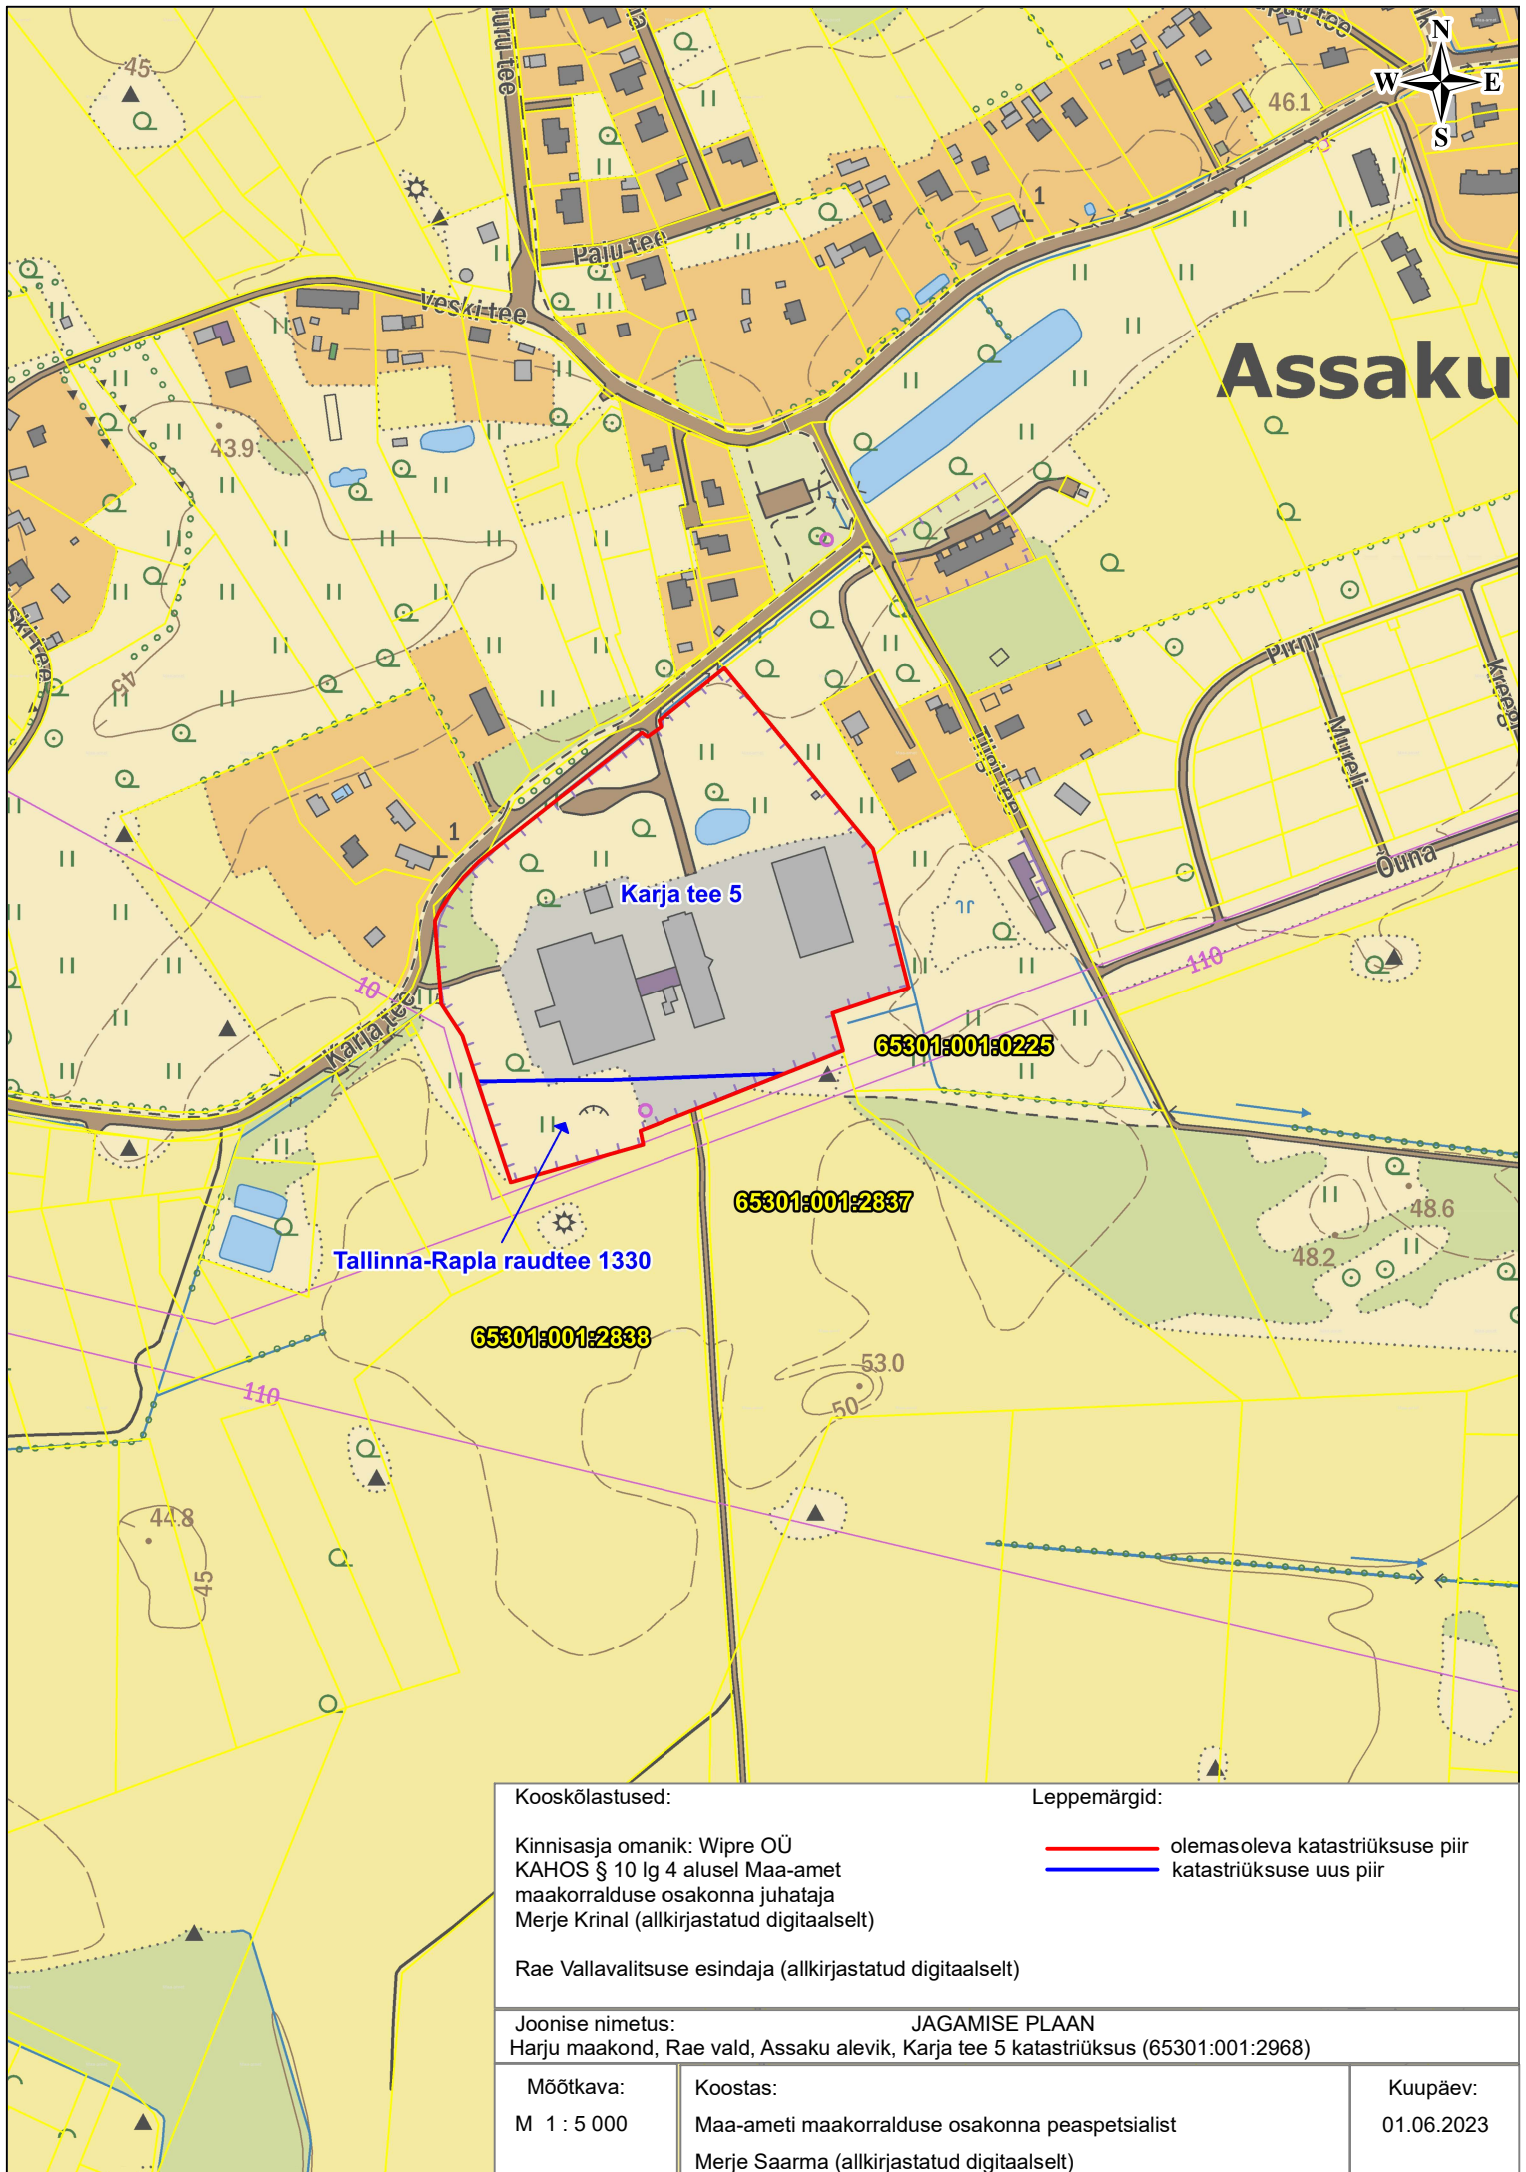 45
uru tee
N
W E
S
46.1
1
Paju tee
Veski tee
Assaku
43.9
45
Pirni
Mureli
Kreegi
Õuna
1
Karja tee 5
110
10
Karja tee
65301:001:0225
65301:001:2837
48.6
48.2
Tallinna-Rapla raudtee 1330
65301:001:2838
53.0
50
110
44.8
45
Kooskõlastused:
Leppemärgid:
Kinnisasja omanik: Wipre OÜ
KAHOS § 10 lg 4 alusel Maa-amet
maakorralduse osakonna juhataja
Merje Krinal (allkirjastatud digitaalselt)
olemasoleva katastriüksuse piir
katastriüksuse uus piir
Rae Vallavalitsuse esindaja (allkirjastatud digitaalselt)
Joonise nimetus: JAGAMISE PLAAN
Harju maakond, Rae vald, Assaku alevik, Karja tee 5 katastriüksus (65301:001:2968)
Mõõtkava:
M 1 : 5 000
Koostas:
Maa-ameti maakorralduse osakonna peaspetsialist
Merje Saarma (allkirjastatud digitaalselt)
Kuupäev:
01.06.2023